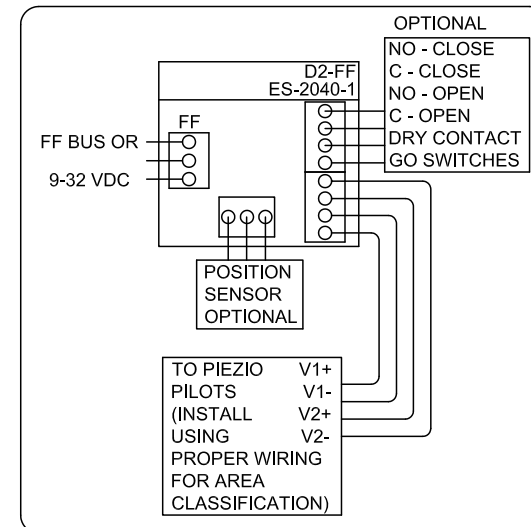 OPTIONAL
NO - CLOSE
C - CLOSE
NO - OPEN
C - OPEN
DRY CONTACT
GO SWITCHES
D2-FF
ES-2040-1
FF
FF BUS OR
9-32 VDC
POSITION
SENSOR
OPTIONAL
TO PIEZIO V1+
PILOTS V1-
(INSTALL V2+
USING V2-
PROPER WIRING
FOR AREA
CLASSIFICATION)